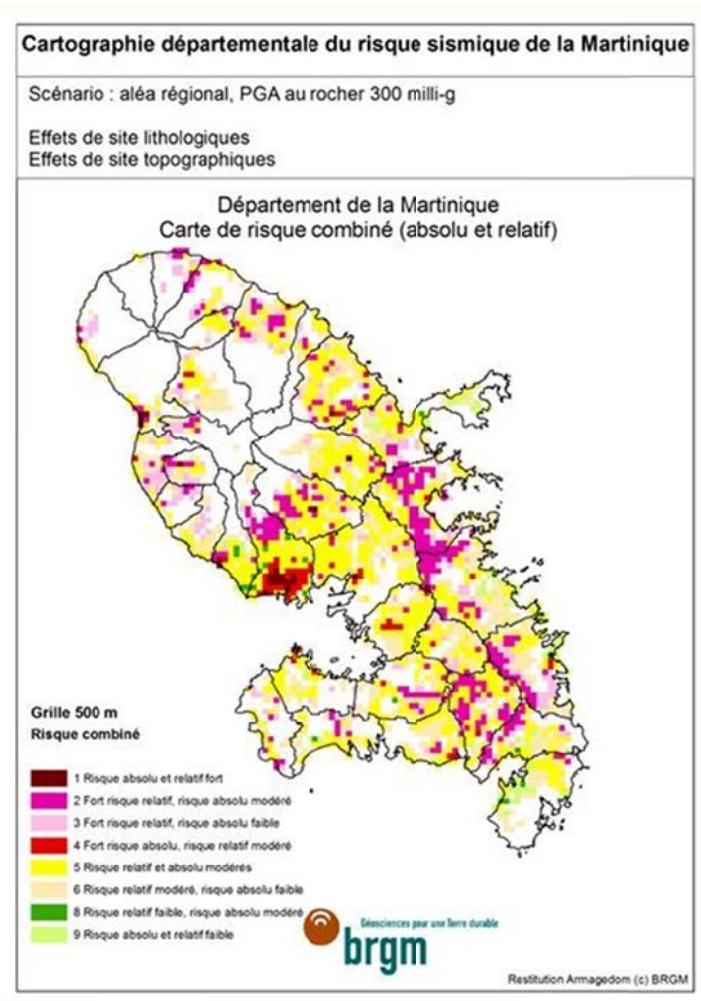 Cartographie départementale du risque sismique de la Martinique
Scénario : aléa régional, PGA au rocher 300 milli-g
Effets de site lithologiques
Effets de site topographiques
Département de la Martinique
Carte de risque combiné (absolu et relatif)
Grille 500 m
Risque combiné
1 Risque absolu et relatif fort
2 Fort risque relatif, risque absolu modéré
3 Fort risque relatif, risque absolu faible
4 Fort risque absolu, risque relatif modéré
5 Risque relatif et absolu modérés
6 Risque relatif modéré, risque absolu faible
8 Risque relatif faible, risque absolu modéré
9 Risque absolu et relatif faible
Géosciences pour une Terre durable
brgm
Restitution Armagedom (c) BRGM